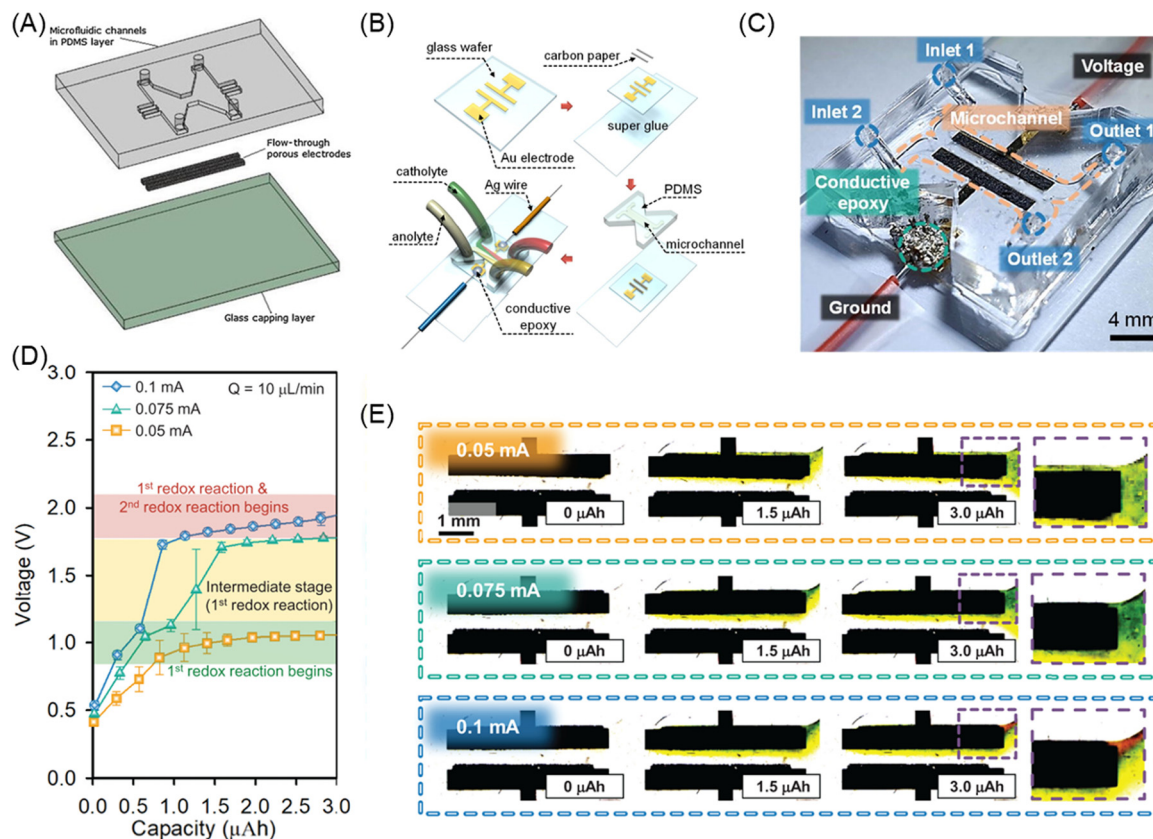 (A)
Microfluidic channels
in PDMS layer
Flow-through
porous electrodes
Glass capping layer
(B)
glass wafer
carbon paper
super glue
Au electrode
catholyte
Ag wire
anolyte
PDMS
microchannel
conductive
epoxy
(C)
Inlet 1
Voltage
Inlet 2
Microchannel
Outlet 1
Conductive
epoxy
Outlet 2
Ground
4 mm
(D)
3.0
2.5
2.0
1.5
1.0
0.5
0.0
Voltage (V)
0.1 mA
0.075 mA
0.05 mA
Q = 10 μL/min
1st redox reaction &
2nd redox reaction begins
Intermediate stage
(1st redox reaction)
1st redox reaction begins
0.0 0.5 1.0 1.5 2.0 2.5 3.0
Capacity (μAh)
(E)
0.05 mA
1 mm
0 μAh
1.5 μAh
3.0 μAh
0.075 mA
0 μAh
1.5 μAh
3.0 μAh
0.1 mA
0 μAh
1.5 μAh
3.0 μAh